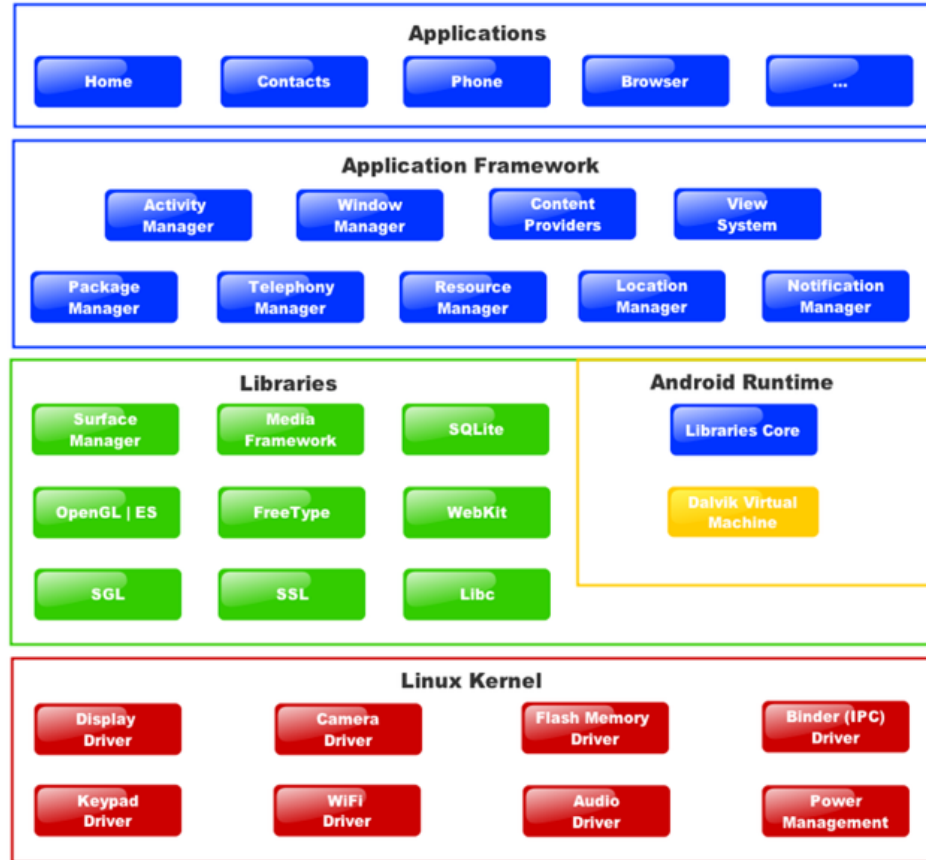 Applications
Home
Contacts
Phone
Browser
...
Application Framework
Activity
Manager
Window
Manager
Content
Providers
View
System
Package
Manager
Telephony
Manager
Resource
Manager
Location
Manager
Notification
Manager
Libraries
Surface
Manager
Media
Framework
SQLite
OpenGL | ES
FreeType
WebKit
SGL
SSL
Libc
Android Runtime
Libraries Core
Dalvik Virtual
Machine
Linux Kernel
Display
Driver
Camera
Driver
Flash Memory
Driver
Binder (IPC)
Driver
Keypad
Driver
WiFi
Driver
Audio
Driver
Power
Management